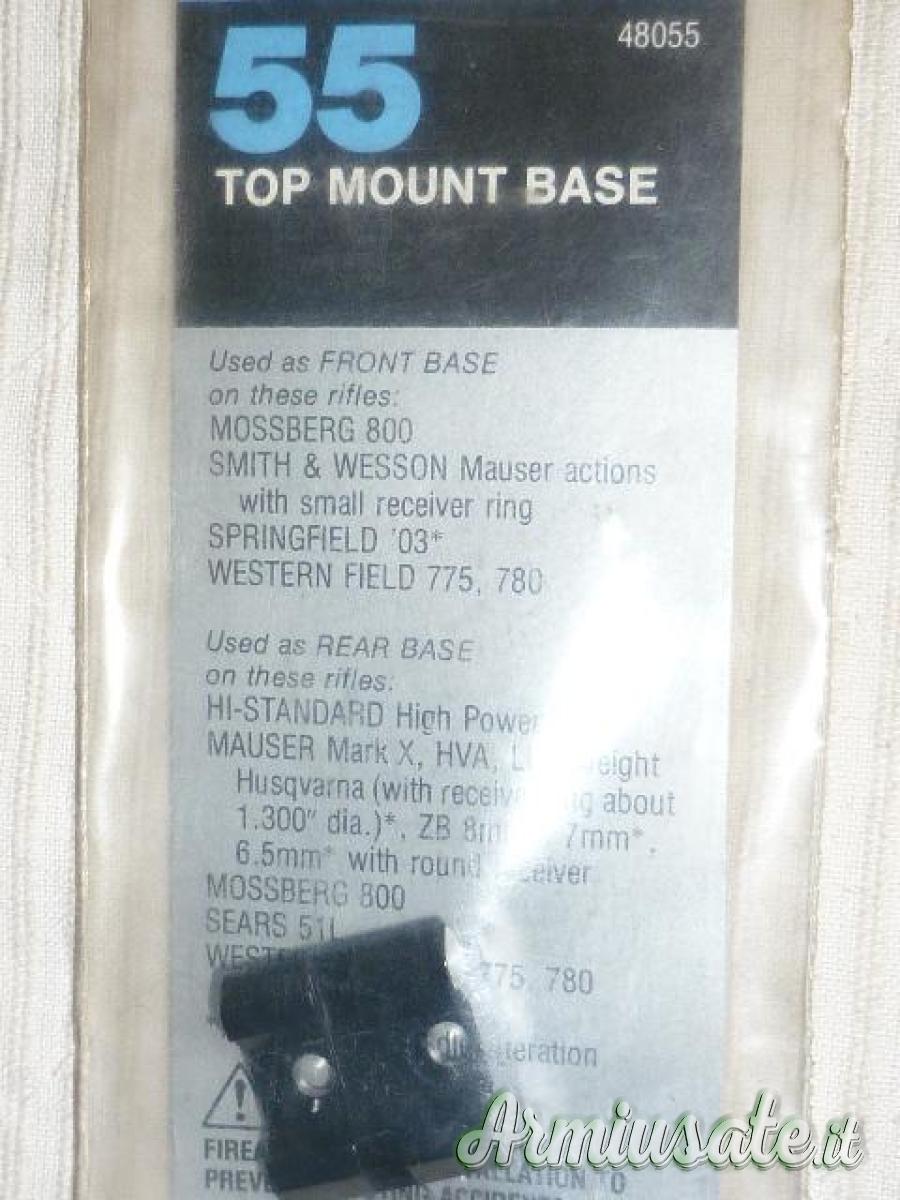 55
48055
TOP MOUNT BASE
Used as FRONT BASE
on these rifles:
MOSSBERG 800
SMITH & WESSON Mauser actions
with small receiver ring
SPRINGFIELD '03*
WESTERN FIELD 775, 780
Used as REAR BASE
on these rifles:
HI-STANDARD High Power
MAUSER Mark X, HVA,
Husqvarna (with
about
1.300" dia.)*, ZB
7mm*,
6.5mm* with round
MOSSBERG 800
SEARS
775, 780
Armiusate.it